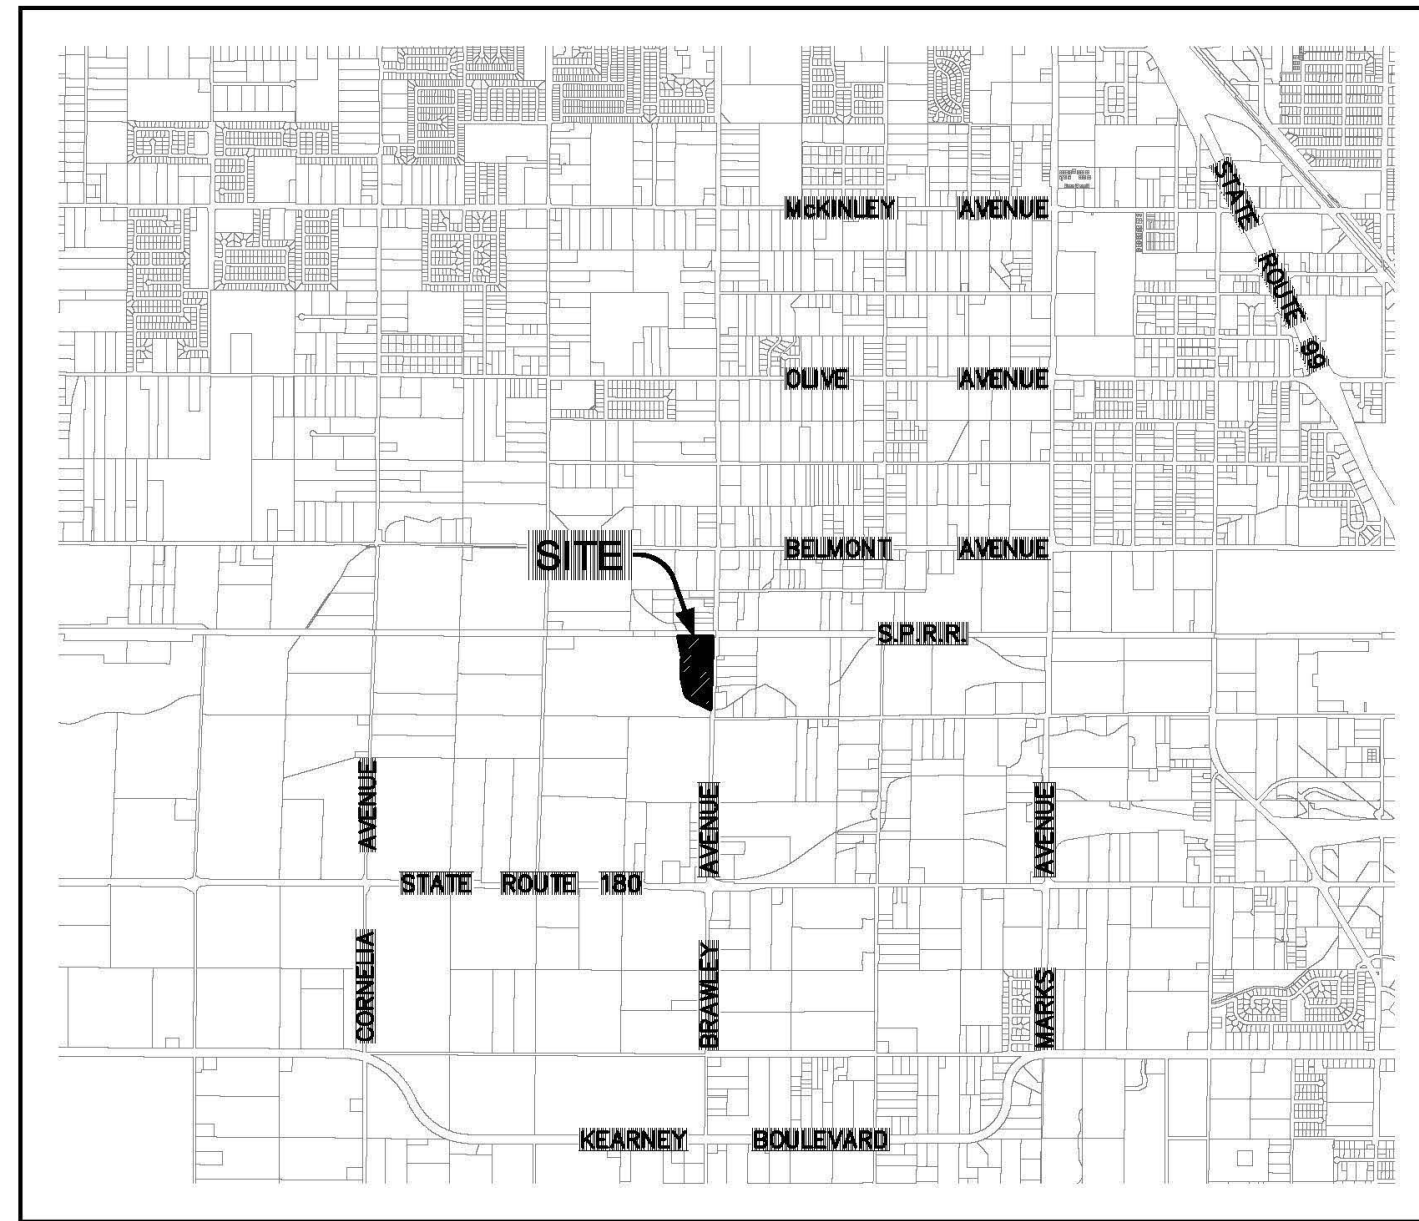 McKINLEY AVENUE
STATE ROUTE 99
OLIVE AVENUE
SITE
BELMONT AVENUE
S.P.R.R.
CORNELIA AVENUE
BRAWLEY AVENUE
MARKS AVENUE
STATE ROUTE 180
KEARNEY BOULEVARD